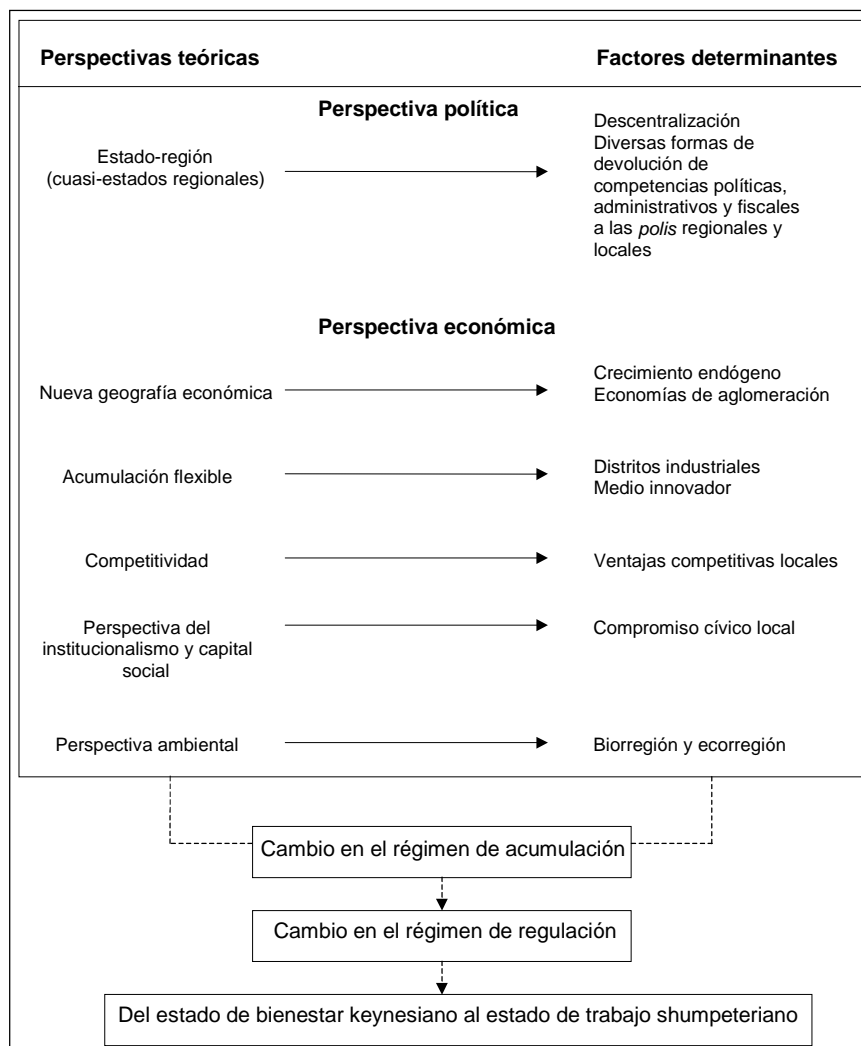 Perspectivas teóricas
Factores determinantes
Perspectiva política
Estado-región
(cuasi-estados regionales)
Descentralización
Diversas formas de
devolución de
competencias políticas,
administrativos y fiscales
a las polis regionales y
locales
Perspectiva económica
Nueva geografía económica
Crecimiento endógeno
Economías de aglomeración
Acumulación flexible
Distritos industriales
Medio innovador
Competitividad
Ventajas competitivas locales
Perspectiva del
institucionalismo y capital
social
Compromiso cívico local
Perspectiva ambiental
Biorregión y ecorregión
Cambio en el régimen de acumulación
Cambio en el régimen de regulación
Del estado de bienestar keynesiano al estado de trabajo shumpeteriano